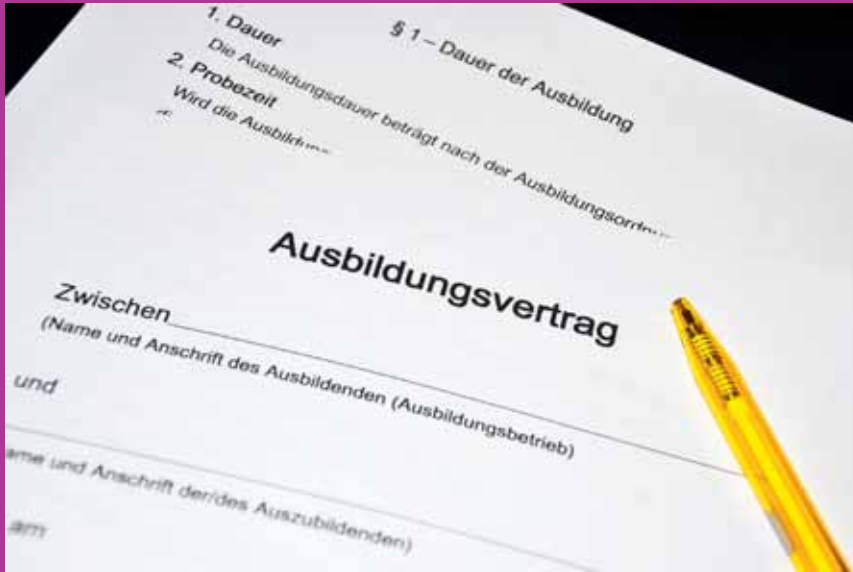 § 1 – Dauer der Ausbildung
1. Dauer
Die Ausbildungsdauer beträgt nach der
2. Probezeit
Wird die
Ausbildungsvertrag
Zwischen
(Name und Anschrift des Ausbildenden (Ausbildungsbetrieb)
und
und Anschrift der/des Auszubildenden)
am